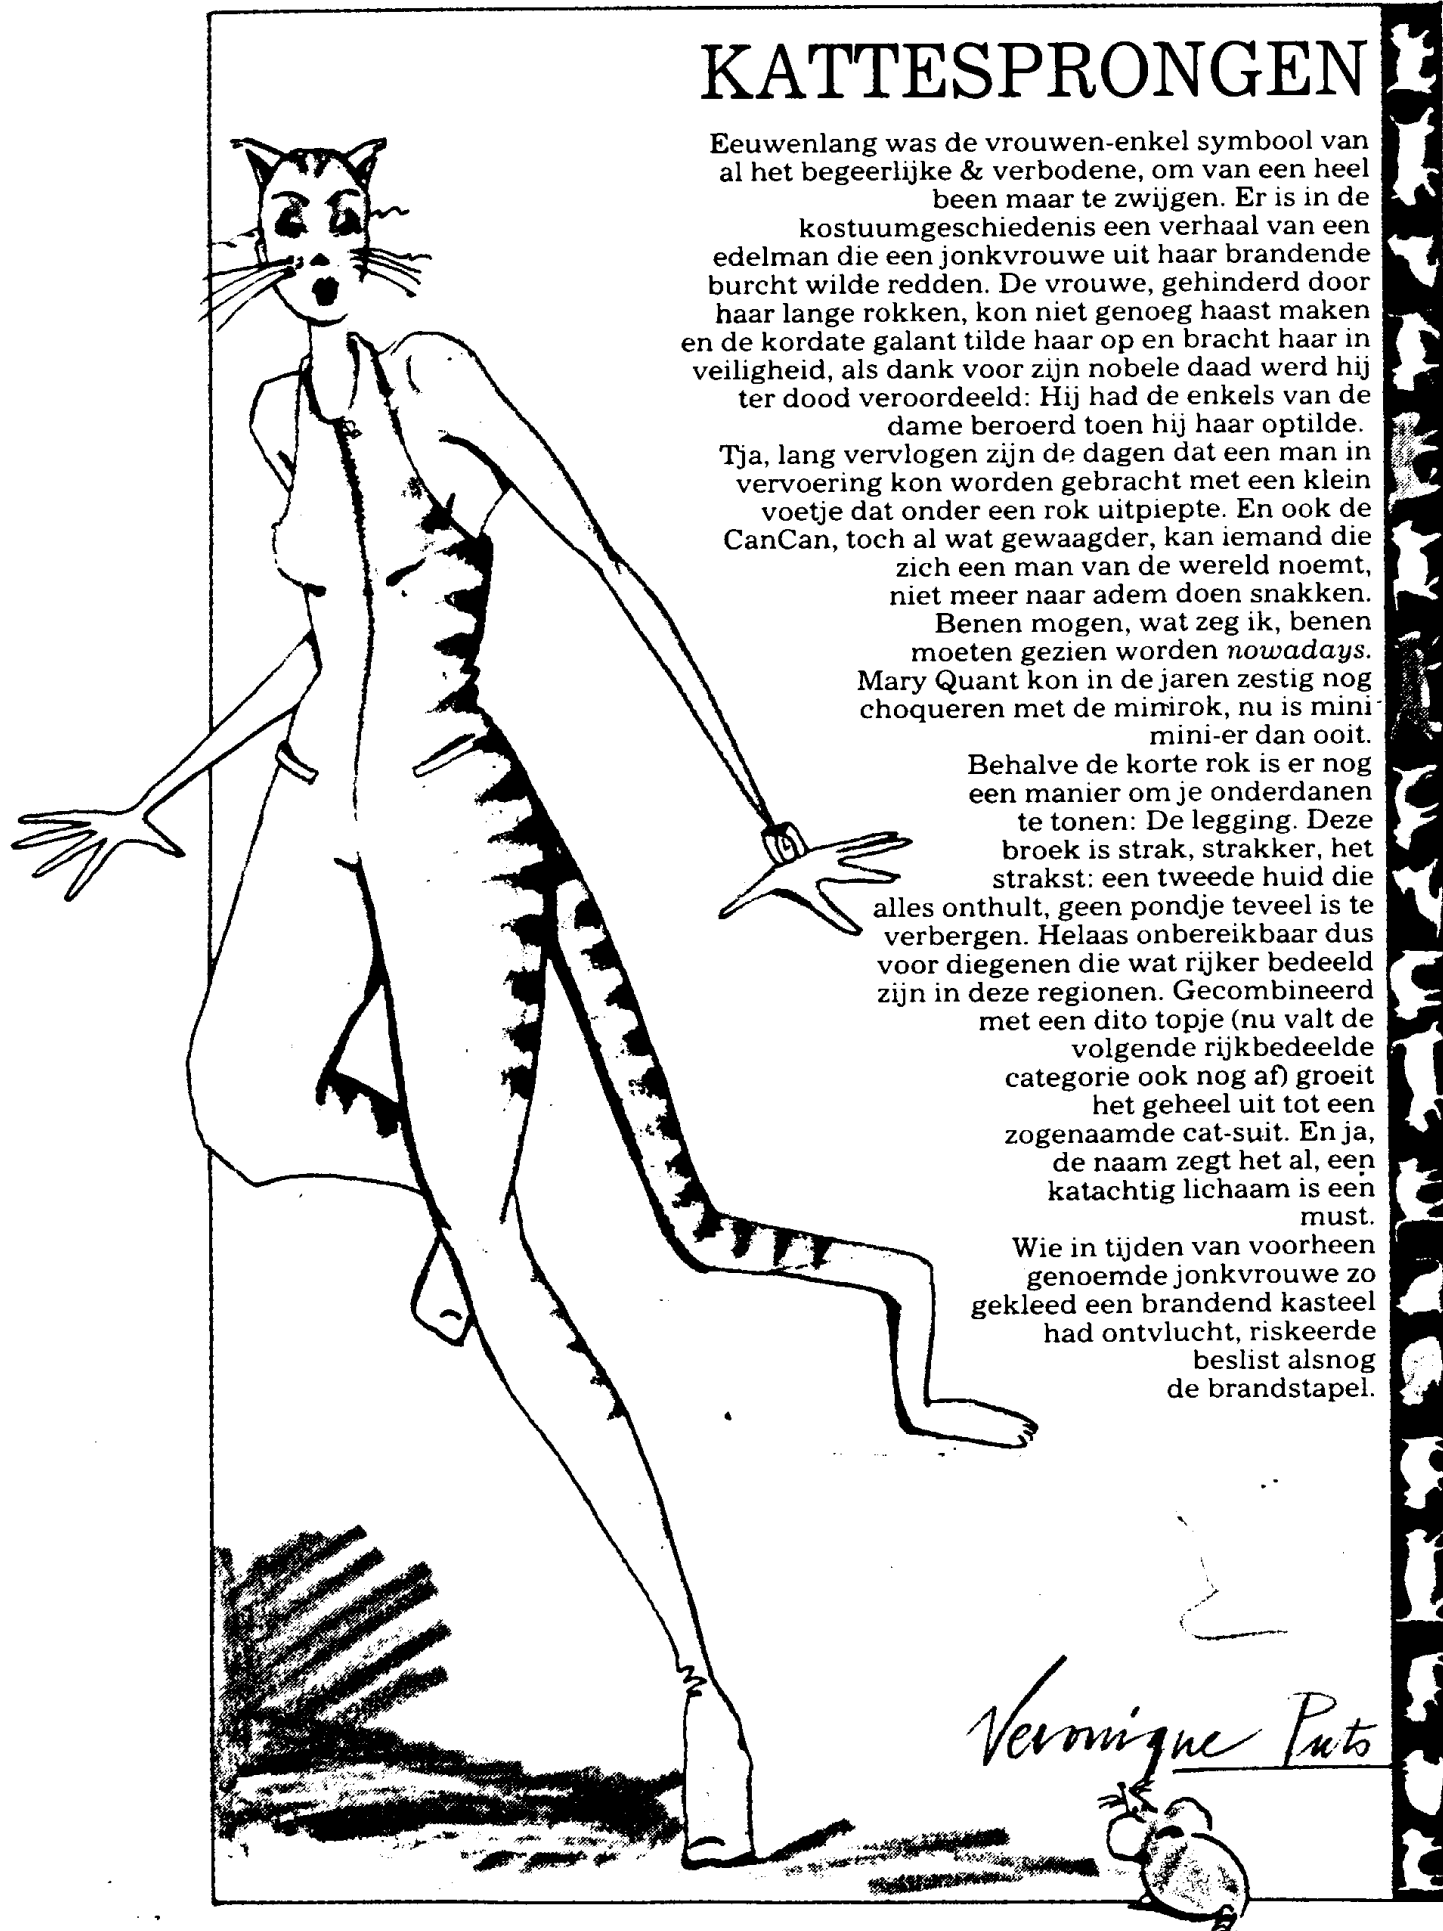 KATTESPRONGEN
Eeuwenlang was de vrouwen-enkel symbool van
al het begeerlijke & verbodene, om van een heel
been maar te zwijgen. Er is in de
kostuumgeschiedenis een verhaal van een
edelman die een jonkvrouwe uit haar brandende
burcht wilde redden. De vrouwe, gehinderd door
haar lange rokken, kon niet genoeg haast maken
en de kordate galant tilde haar op en bracht haar in
veiligheid, als dank voor zijn nobele daad werd hij
ter dood veroordeeld: Hij had de enkels van de
dame beroerd toen hij haar optilde.
Tja, lang vervlogen zijn de dagen dat een man in
vervoering kon worden gebracht met een klein
voetje dat onder een rok uitpiepte. En ook de
CanCan, toch al wat gewaagder, kan iemand die
zich een man van de wereld noemt,
niet meer naar adem doen snakken.
Benen mogen, wat zeg ik, benen
moeten gezien worden nowadays.
Mary Quant kon in de jaren zestig nog
choqueren met de minirok, nu is mini
mini-er dan ooit.
Behalve de korte rok is er nog
een manier om je onderdanen
te tonen: De legging. Deze
broek is strak, strakker, het
strakst: een tweede huid die
alles onthult, geen pondje teveel is te
verbergen. Helaas onbereikbaar dus
voor diegenen die wat rijker bedeeld
zijn in deze regionen. Gecombineerd
met een dito topje (nu valt de
volgende rijkbedeelde
categorie ook nog af) groeit
het geheel uit tot een
zogenaamde cat-suit. En ja,
de naam zegt het al, een
katachtig lichaam is een
must.
Wie in tijden van voorheen
genoemde jonkvrouwe zo
gekleed een brandend kasteel
had ontvlucht, riskeerde
beslist alsnog
de brandstapel.
Veronique Puts